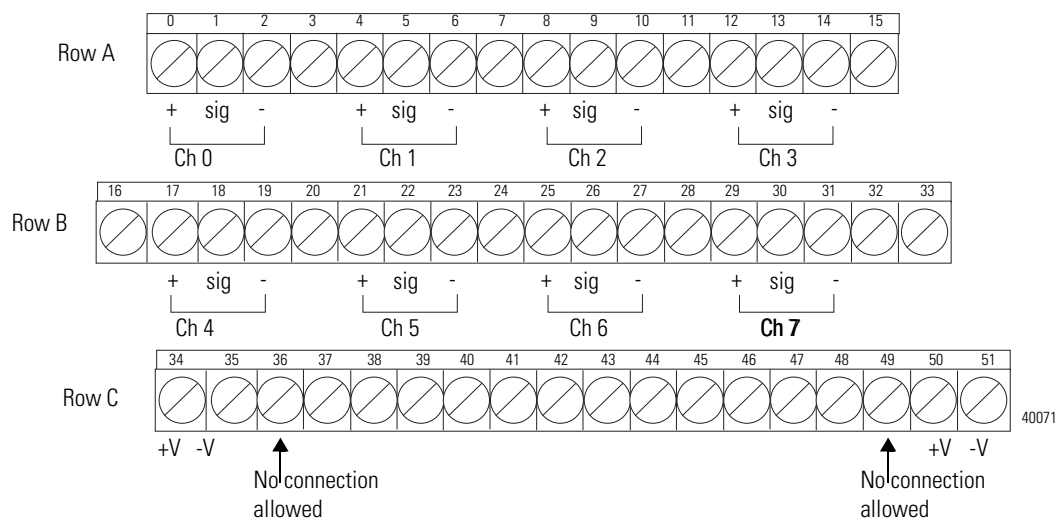 0 1 2 3 4 5 6 7 8 9 10 11 12 13 14 15
Row A
+ sig - + sig - + sig - + sig -
Ch 0 Ch 1 Ch 2 Ch 3
16 17 18 19 20 21 22 23 24 25 26 27 28 29 30 31 32 33
Row B
+ sig - + sig - + sig - + sig -
Ch 4 Ch 5 Ch 6 Ch 7
34 35 36 37 38 39 40 41 42 43 44 45 46 47 48 49 50 51
Row C
40071
+V -V +V -V
No connection No connection
allowed allowed